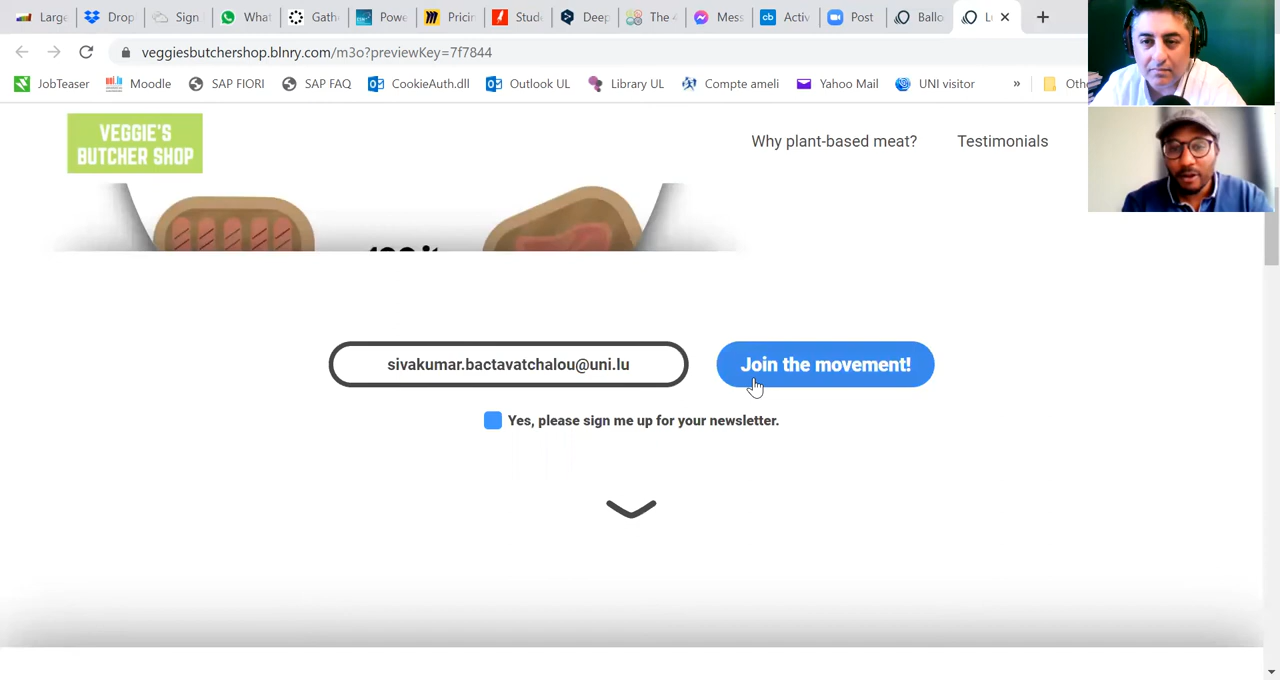 Large
Drop
Sign
What
Gath
Powe
Pricin
Stud
Deep
The
Mess
cb Activ
Post
Ballo
veggiesbutchershop.blnry.com/m3o?previewKey=7f7844
JobTeaser
Moodle
SAP FIORI
SAP FAQ
CookieAuth.dll
Outlook UL
Library UL
Compte ameli
Yahoo Mail
UNI visitor
»
VEGGIE'S
BUTCHER SHOP
Why plant-based meat?
Testimonials
sivakumar.bactavatchalou@uni.lu
Join the movement!
Yes, please sign me up for your newsletter.